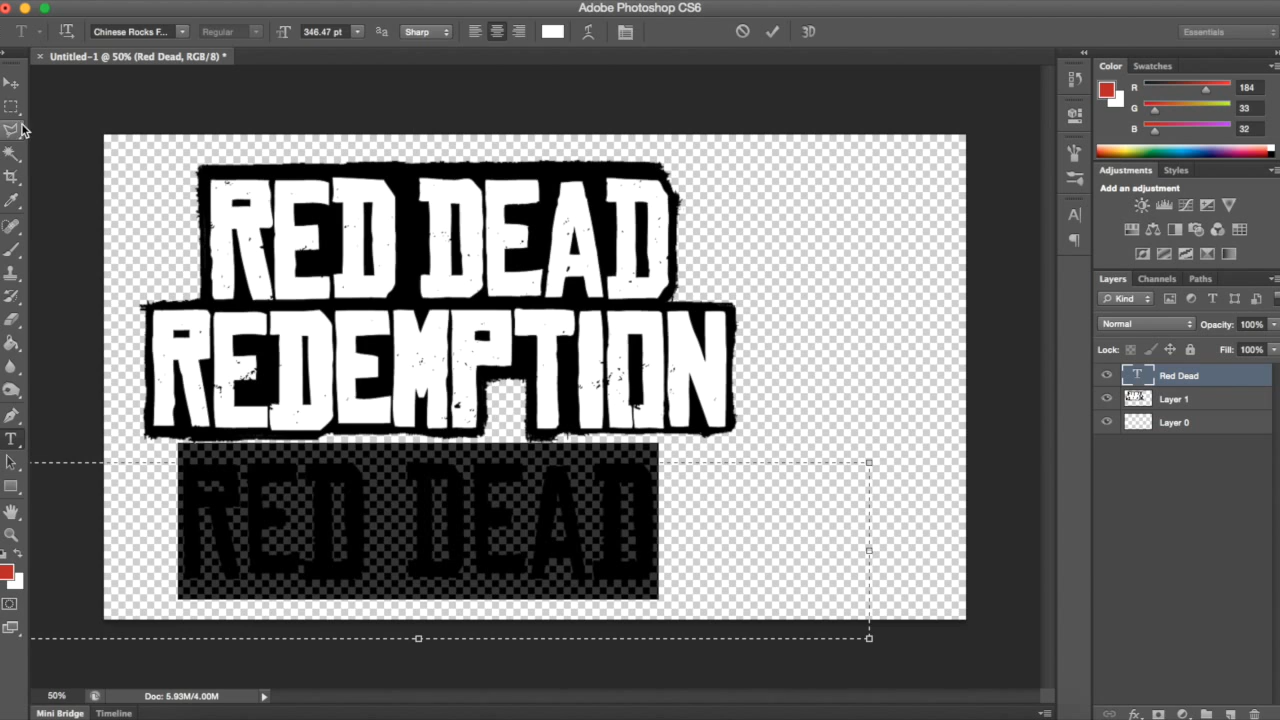 Adobe Photoshop CS6
Chinese Rocks F...
Regular
346.47 pt
aa
Sharp
3D
Essentials
× Untitled-1 @ 50% (Red Dead, RGB/8) *
Color
Swatches
R
184
G
33
B
32
Adjustments
Styles
Add an adjustment
RED DEAD
REDEMPTION
RED DEAD
Layers
Channels
Paths
Kind
Normal
Opacity: 100%
Lock:
Fill: 100%
T Red Dead
Layer 1
Layer 0
50%
Doc: 5.93M/4.00M
Mini Bridge
Timeline
fx